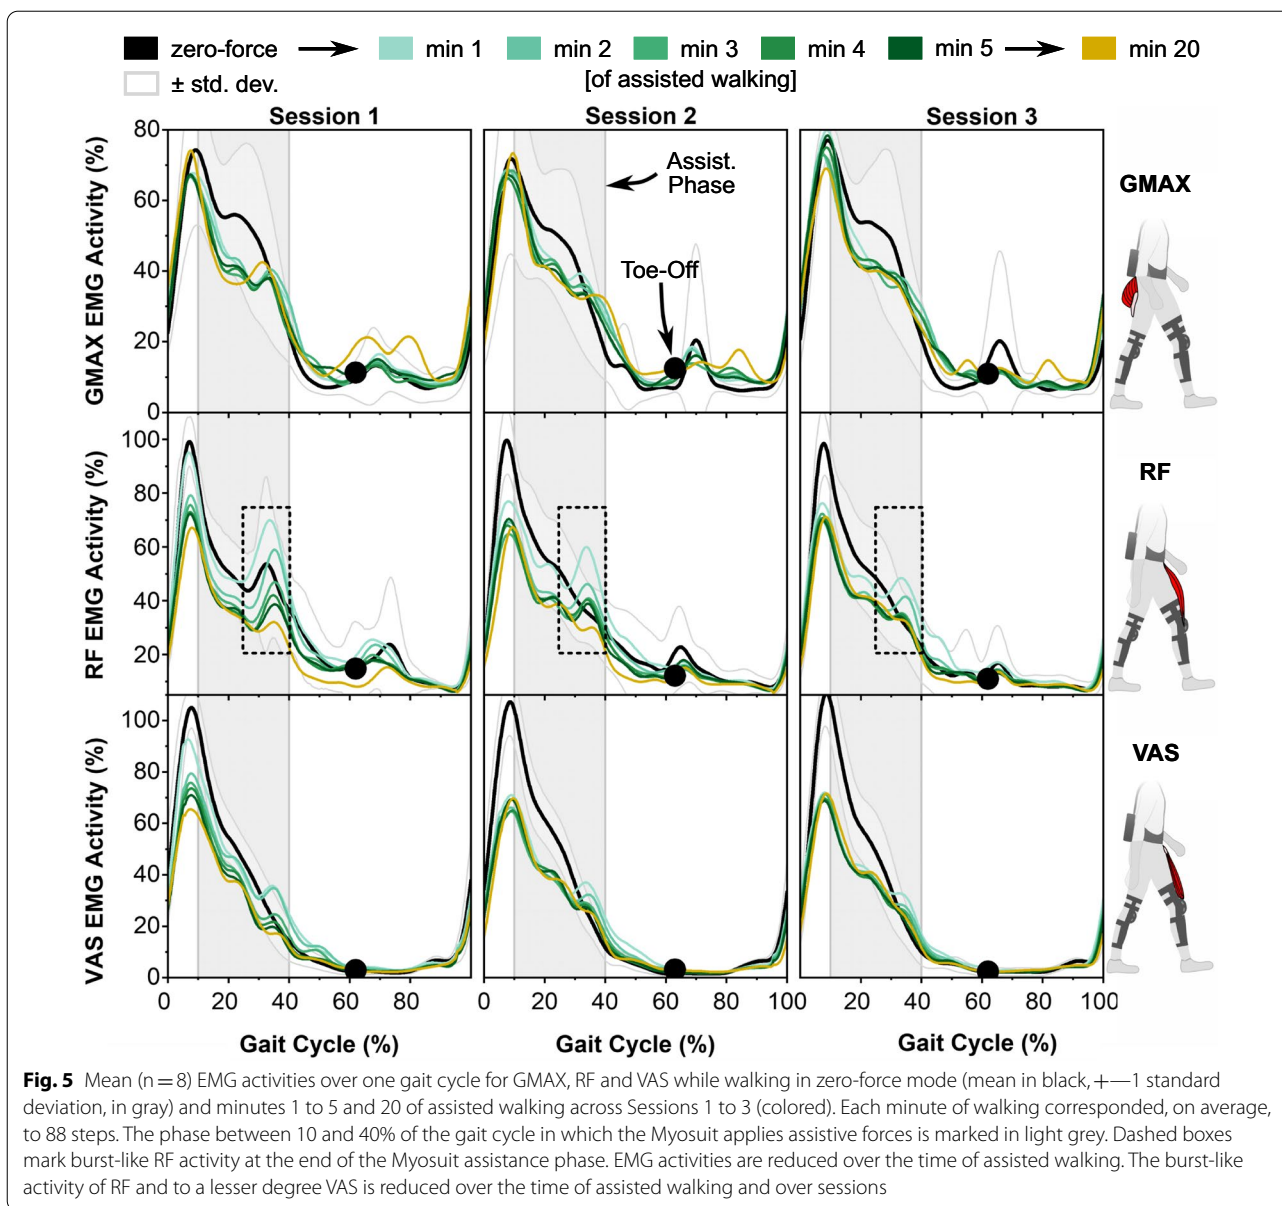 zero-force → min 1 min 2 min 3 min 4 min 5 → min 20
± std. dev. [of assisted walking]
Session 1 Session 2 Session 3
GMAX EMG Activity (%)
80
60
40
20
0
Assist.
Phase
Toe-Off
GMAX
RF EMG Activity (%)
100
80
60
40
20
RF
VAS EMG Activity (%)
100
80
60
40
20
0
VAS
0 20 40 60 80 0 20 40 60 80 100 0 20 40 60 80 100
Gait Cycle (%) Gait Cycle (%) Gait Cycle (%)
Fig. 5 Mean (n = 8) EMG activities over one gait cycle for GMAX, RF and VAS while walking in zero-force mode (mean in black, +—1 standard
deviation, in gray) and minutes 1 to 5 and 20 of assisted walking across Sessions 1 to 3 (colored). Each minute of walking corresponded, on average,
to 88 steps. The phase between 10 and 40% of the gait cycle in which the Myosuit applies assistive forces is marked in light grey. Dashed boxes
mark burst-like RF activity at the end of the Myosuit assistance phase. EMG activities are reduced over the time of assisted walking. The burst-like
activity of RF and to a lesser degree VAS is reduced over the time of assisted walking and over sessions